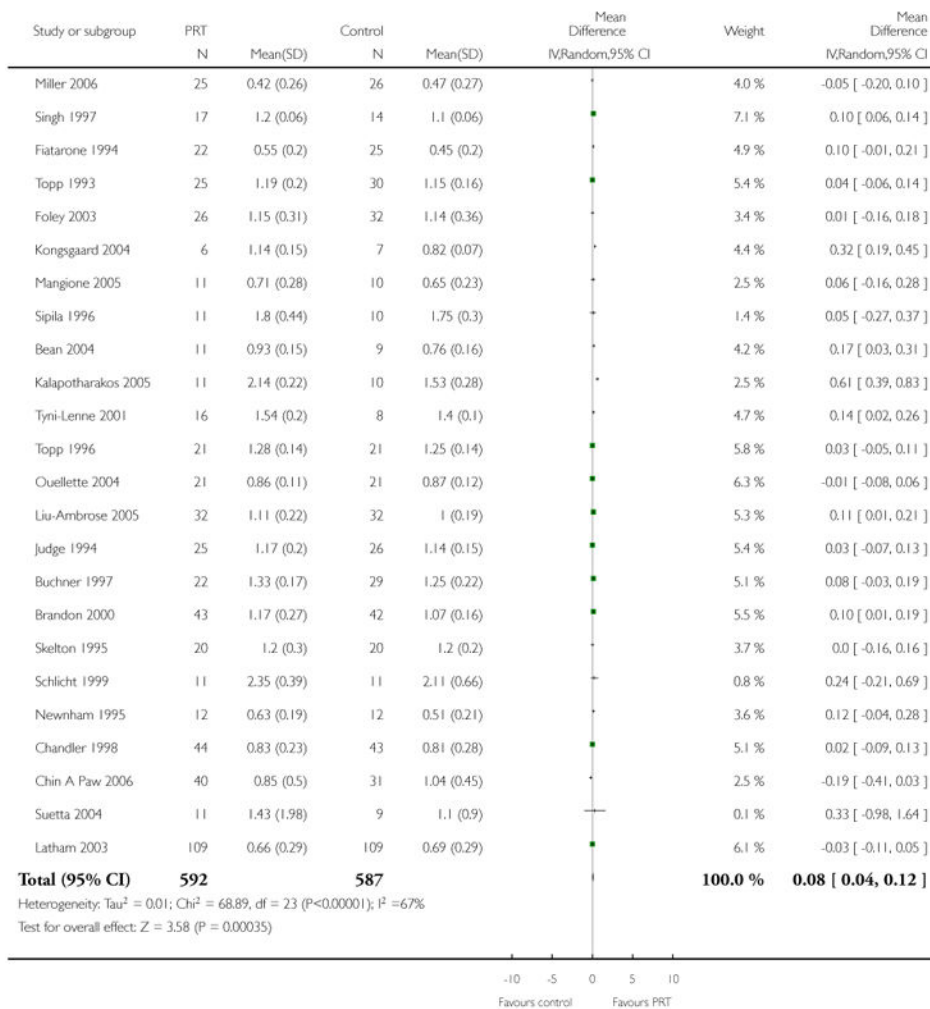 Study or subgroup PRT Control Mean Difference Weight Mean Difference
N Mean(SD) N Mean(SD) IV,Random,95% CI IV,Random,95% CI
Miller 2006 25 0.42 (0.26) 26 0.47 (0.27) 4.0 % -0.05 [ -0.20, 0.10 ]
Singh 1997 17 1.2 (0.06) 14 1.1 (0.06) 7.1 % 0.10 [ 0.06, 0.14 ]
Fiatarone 1994 22 0.55 (0.2) 25 0.45 (0.2) 4.9 % 0.10 [ -0.01, 0.21 ]
Topp 1993 25 1.19 (0.2) 30 1.15 (0.16) 5.4 % 0.04 [ -0.06, 0.14 ]
Foley 2003 26 1.15 (0.31) 32 1.14 (0.36) 3.4 % 0.01 [ -0.16, 0.18 ]
Kongsgaard 2004 6 1.14 (0.15) 7 0.82 (0.07) 4.4 % 0.32 [ 0.19, 0.45 ]
Mangione 2005 11 0.71 (0.28) 10 0.65 (0.23) 2.5 % 0.06 [ -0.16, 0.28 ]
Sipila 1996 11 1.8 (0.44) 10 1.75 (0.3) 1.4 % 0.05 [ -0.27, 0.37 ]
Bean 2004 11 0.93 (0.15) 9 0.76 (0.16) 4.2 % 0.17 [ 0.03, 0.31 ]
Kalapotharakos 2005 11 2.14 (0.22) 10 1.53 (0.28) 2.5 % 0.61 [ 0.39, 0.83 ]
Tyni-Lenne 2001 16 1.54 (0.2) 8 1.4 (0.1) 4.7 % 0.14 [ 0.02, 0.26 ]
Topp 1996 21 1.28 (0.14) 21 1.25 (0.14) 5.8 % 0.03 [ -0.05, 0.11 ]
Ouellette 2004 21 0.86 (0.11) 21 0.87 (0.12) 6.3 % -0.01 [ -0.08, 0.06 ]
Liu-Ambrose 2005 32 1.11 (0.22) 32 1 (0.19) 5.3 % 0.11 [ 0.01, 0.21 ]
Judge 1994 25 1.17 (0.2) 26 1.14 (0.15) 5.4 % 0.03 [ -0.07, 0.13 ]
Buchner 1997 22 1.33 (0.17) 29 1.25 (0.22) 5.1 % 0.08 [ -0.03, 0.19 ]
Brandon 2000 43 1.17 (0.27) 42 1.07 (0.16) 5.5 % 0.10 [ 0.01, 0.19 ]
Skelton 1995 20 1.2 (0.3) 20 1.2 (0.2) 3.7 % 0.0 [ -0.16, 0.16 ]
Schlicht 1999 11 2.35 (0.39) 11 2.11 (0.66) 0.8 % 0.24 [ -0.21, 0.69 ]
Newnham 1995 12 0.63 (0.19) 12 0.51 (0.21) 3.6 % 0.12 [ -0.04, 0.28 ]
Chandler 1998 44 0.83 (0.23) 43 0.81 (0.28) 5.1 % 0.02 [ -0.09, 0.13 ]
Chin A Paw 2006 40 0.85 (0.5) 31 1.04 (0.45) 2.5 % -0.19 [ -0.41, 0.03 ]
Suetta 2004 11 1.43 (1.98) 9 1.1 (0.9) 0.1 % 0.33 [ -0.98, 1.64 ]
Latham 2003 109 0.66 (0.29) 109 0.69 (0.29) 6.1 % -0.03 [ -0.11, 0.05 ]
Total (95% CI) 592 587 100.0 % 0.08 [ 0.04, 0.12 ]
Heterogeneity: Tau² = 0.01; Chi² = 68.89, df = 23 (P<0.00001); I² =67%
Test for overall effect: Z = 3.58 (P = 0.00035)
-10 -5 0 5 10
Favours control Favours PRT